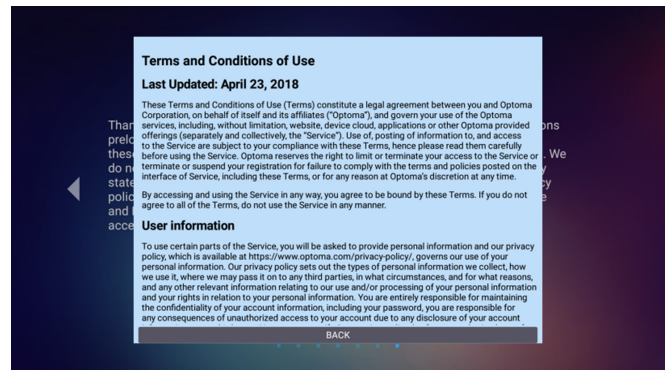 Terms and Conditions of Use
Last Updated: April 23, 2018
These Terms and Conditions of Use (Terms) constitute a legal agreement between you and Optoma
Corporation, on behalf of itself and its affiliates ("Optoma"), and govern your use of the Optoma
services, including, without limitation, website, device cloud, applications or other Optoma provided
offerings (separately and collectively, the "Service"). Use of, posting of information to, and access
to the Service are subject to your compliance with these Terms, hence please read them carefully
before using the Service. Optoma reserves the right to limit or terminate your access to the Service or
terminate or suspend your registration for failure to comply with the terms and policies posted on the
interface of Service, including these Terms, or for any reason at Optoma's discretion at any time.
By accessing and using the Service in any way, you agree to be bound by these Terms. If you do not
agree to all of the Terms, do not use the Service in any manner.
User information
To use certain parts of the Service, you will be asked to provide personal information and our privacy
policy, which is available at https://www.optoma.com/privacy-policy/, governs our use of your
personal information. Our privacy policy sets out the types of personal information we collect, how
we use it, where we may pass it on to any third parties, in what circumstances, and for what reasons,
and any other relevant information relating to our use and/or processing of your personal information
and your rights in relation to your personal information. You are entirely responsible for maintaining
the confidentiality of your account information, including your password, you are responsible for
any consequences of unauthorized access to your account due to any disclosure of your account
BACK